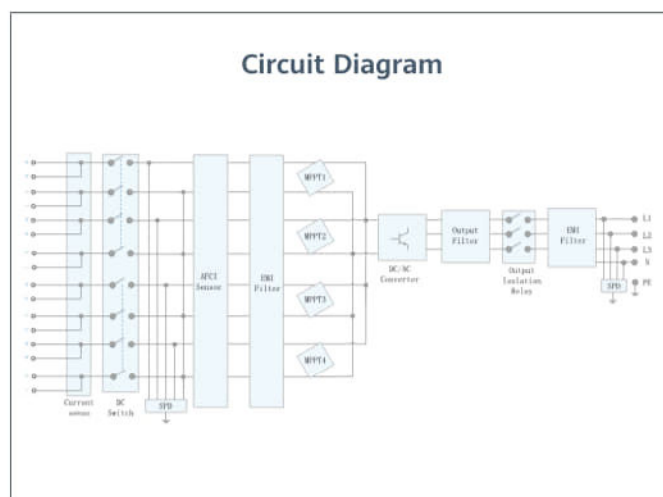 Circuit Diagram
MPPT1
MPPT2
MPPT3
MPPT4
AFCI
Sensor
EMI
Filter
DC/AC
Converter
Output
Filter
Output
Isolation
Relay
EMI
Filter
L1
L2
L3
N
PE
SPD
Current
sensor
DC
Switch
SPD